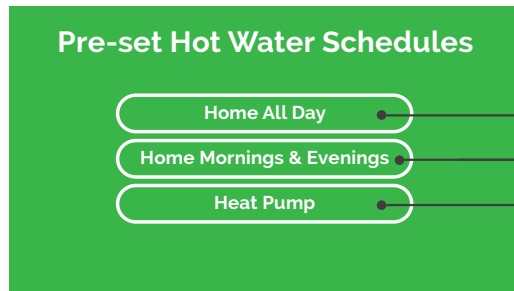 Pre-set Hot Water Schedules
Home All Day
Home Mornings & Evenings
Heat Pump